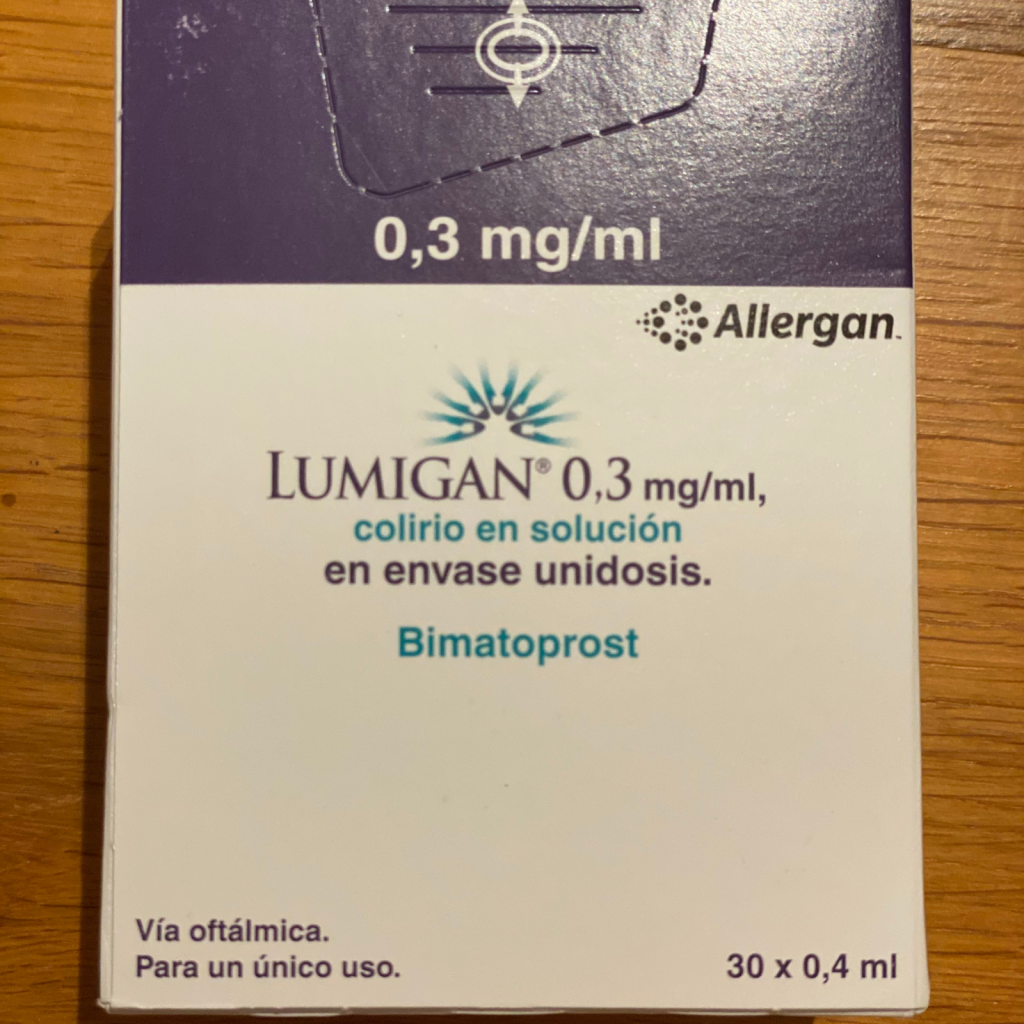 0,3 mg/ml
Allergan™
LUMIGAN® 0,3 mg/ml,
colirio en solución
en envase unidosis.
Bimatoprost
Vía oftálmica.
Para un único uso.
30 x 0,4 ml